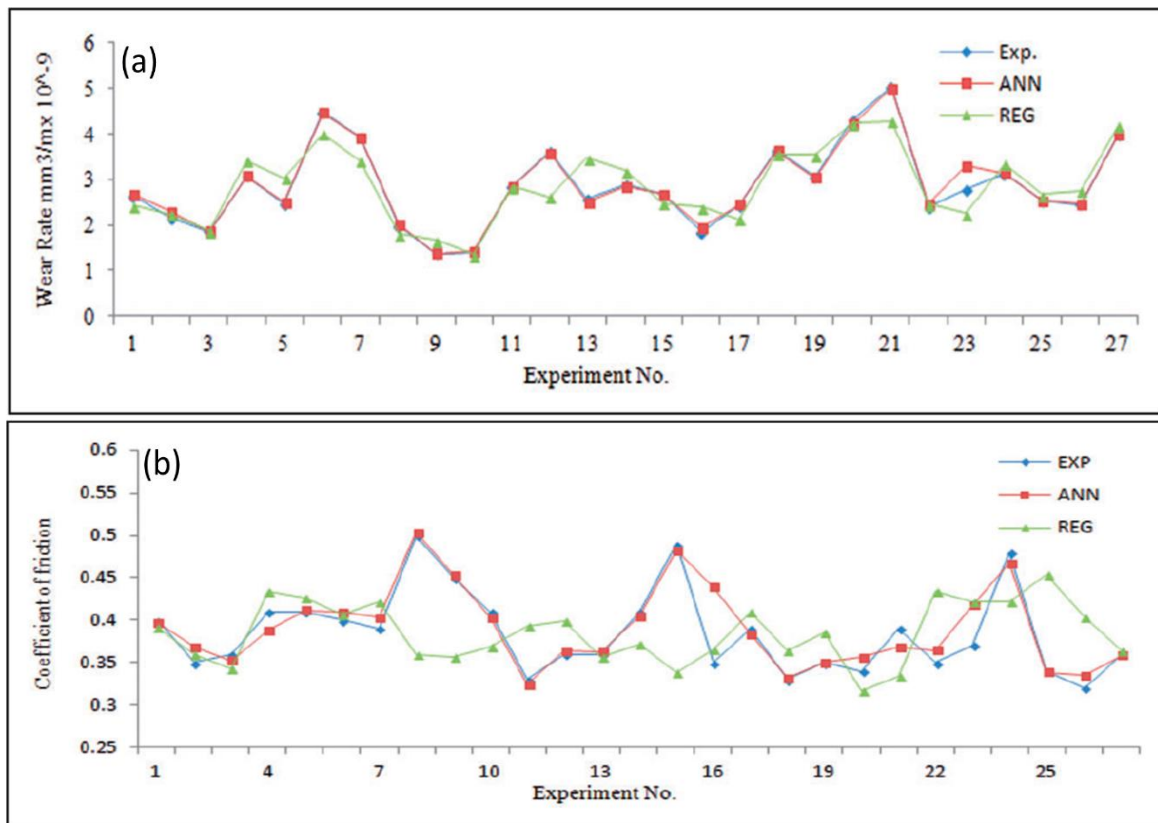 (a)
Wear Rate mm3/mx 10^-9
6
5
4
3
2
1
0
Exp.
ANN
REG
1 3 5 7 9 11 13 15 17 19 21 23 25 27
Experiment No.
(b)
Coefficient of fridion
0.6
0.55
0.5
0.45
0.4
0.35
0.3
0.25
EXP
ANN
REG
1 4 7 10 13 16 19 22 25
Experiment No.